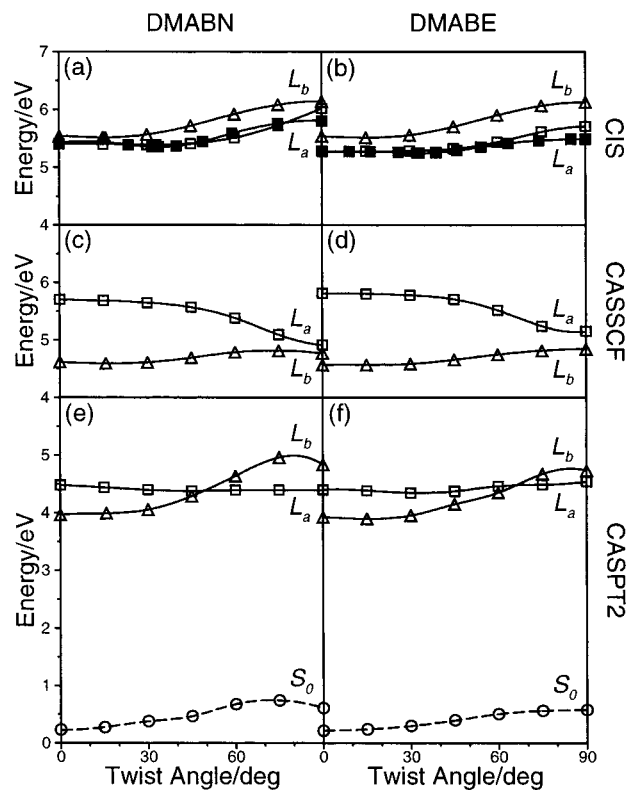 DMABN DMABE
7 (a) (b)
L_b L_b
6
Energy/eV
5 L_a L_a
CIS
4
(c) (d)
6
Energy/eV
L_a L_a
5
L_b L_b
CASSCF
4
(e) (f)
L_b L_b
5
L_a L_a
4
Energy/eV
CASPT2
1
S_0 S_0
0
0 30 60 0 30 60 90
Twist Angle/deg Twist Angle/deg